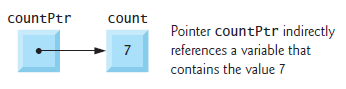 countPtr count
7
Pointer countPtr indirectly
references a variable that
contains the value 7